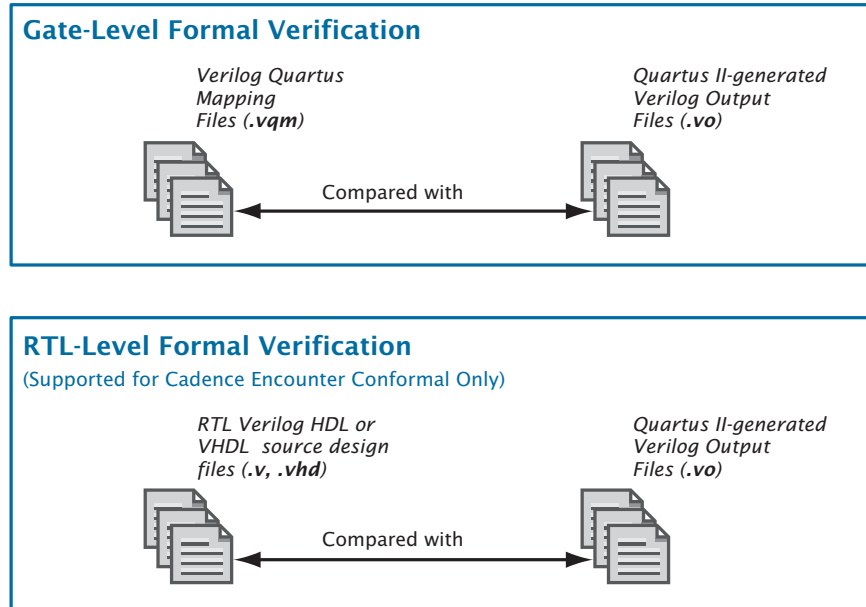 Gate-Level Formal Verification
Verilog Quartus
Mapping
Files (.vqm)
Quartus II-generated
Verilog Output
Files (.vo)
Compared with
RTL-Level Formal Verification
(Supported for Cadence Encounter Conformal Only)
RTL Verilog HDL or
VHDL source design
files (.v, .vhd)
Quartus II-generated
Verilog Output
Files (.vo)
Compared with